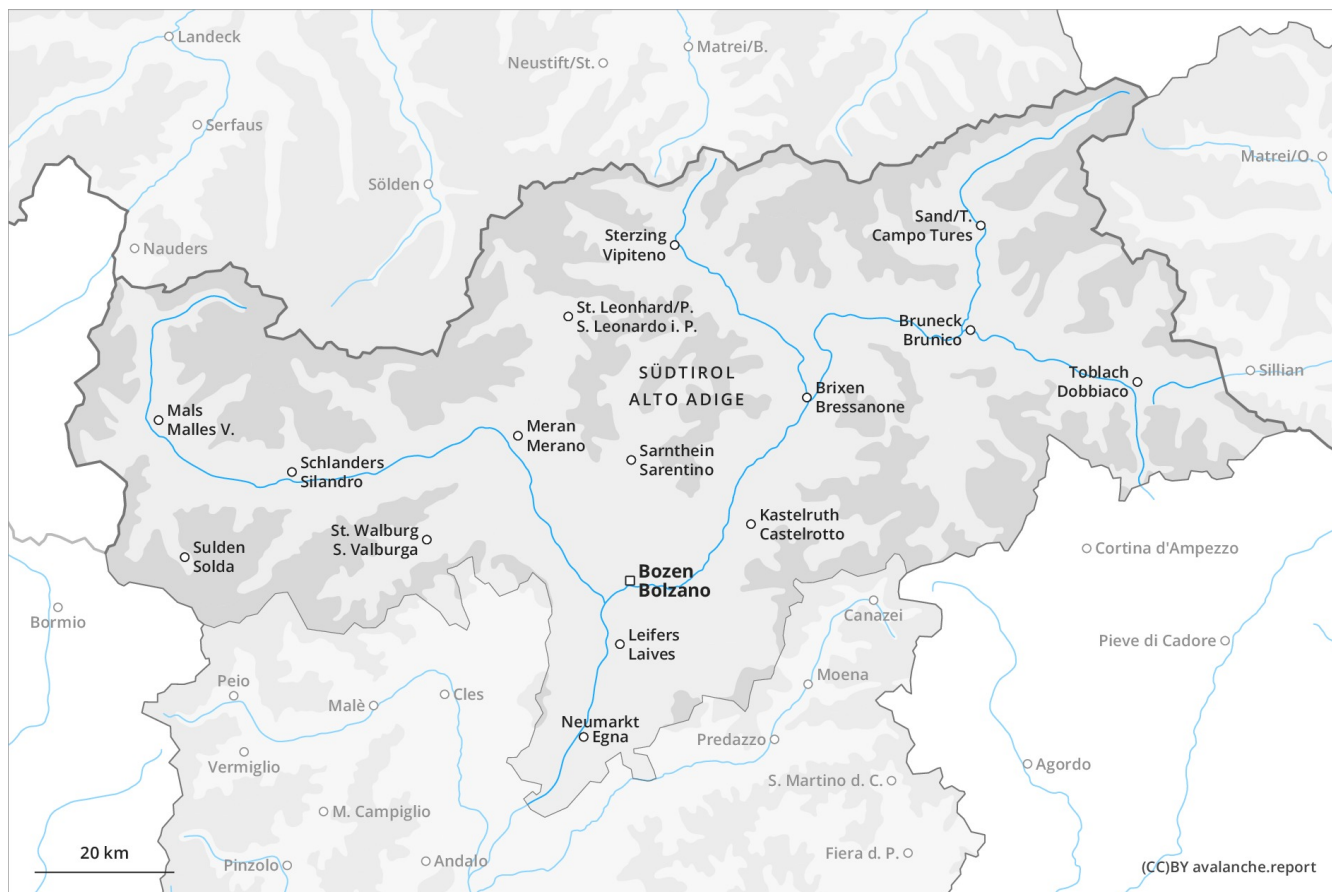 Landeck
Matrei/B.
Neustift/St.
Serfaus
Matrei/O.
Sölden
Sand/T.
Campo Tures
Sterzing
Vipiteno
Nauders
St. Leonhard/P.
S. Leonardo i. P.
Bruneck
Brunico
SÜDTIROL
ALTO ADIGE
Toblach
Dobbiaco
Sillian
Brixen
Bressanone
Mals
Malles V.
Meran
Merano
Sarnthein
Sarentino
Schlanders
Silandro
Kastelruth
Castelrotto
St. Walburg
S. Valburga
Sulden
Solda
Cortina d'Ampezzo
Bozen
Bolzano
Bormio
Canazei
Leifers
Laives
Pieve di Cadore
Peio
Malè
Cles
Moena
Neumarkt
Egna
Predazzo
Vermiglio
Agordo
S. Martino d. C.
M. Campiglio
20 km
Pinzolo
Andalo
Fiera d. P.
(CC)BY avalanche.report